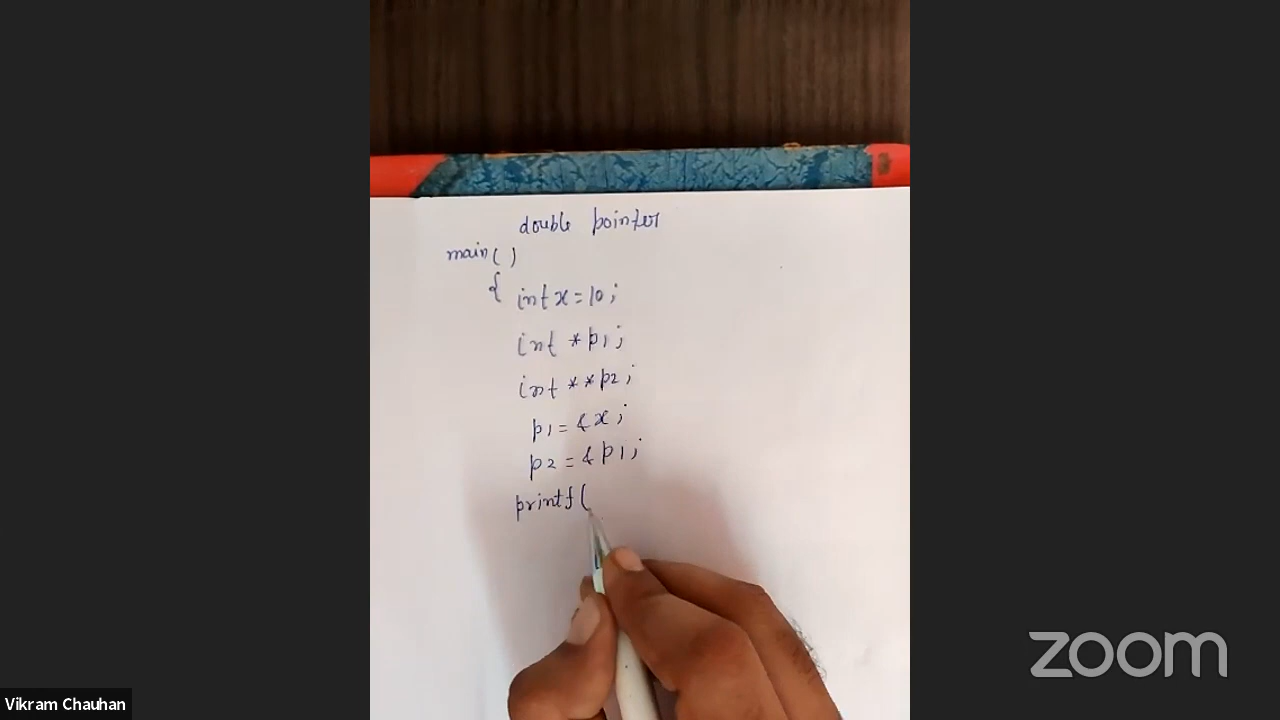 double pointer
main( )
{ int x = 10 ;
int *p1 ;
int **p2 ;
p1 = &x ;
p2 = &p1 ;
printf(
zoom
Vikram Chauhan